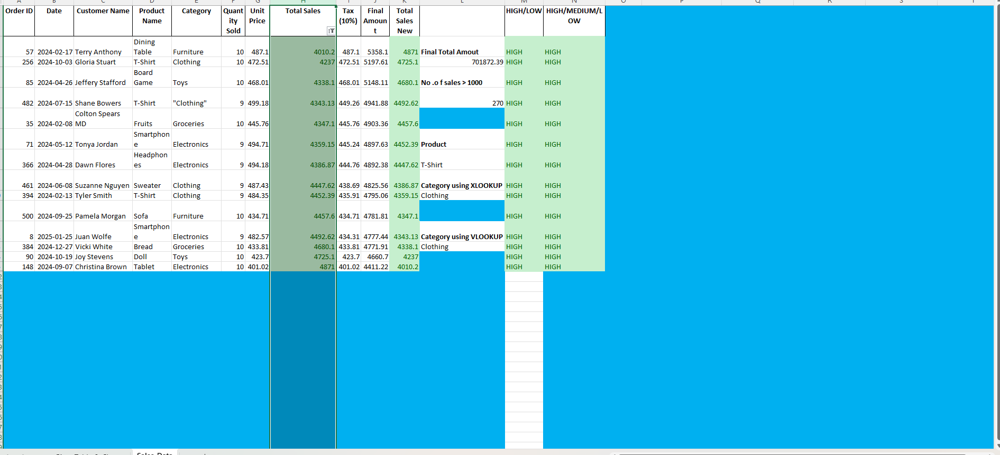 A B C D E F G H I J K L M N O P Q R S T
Order ID Date Customer Name Product Name Category Quant ity Sold Unit Price Total Sales Tax (10%) Final Amoun t Total Sales New HIGH/LOW HIGH/MEDIUM/L OW
57 2024-02-17 Terry Anthony Dining Table Furniture 10 487.1 4010.2 487.1 5358.1 4871 Final Total Amout HIGH HIGH
256 2024-10-03 Gloria Stuart T-Shirt Clothing 10 472.51 4237 472.51 5197.61 4725.1 701872.39 HIGH HIGH
85 2024-04-26 Jeffery Stafford Board Game Toys 10 468.01 4338.1 468.01 5148.11 4680.1 No .o f sales > 1000 HIGH HIGH
482 2024-07-15 Shane Bowers T-Shirt "Clothing" 9 499.18 4343.13 449.26 4941.88 4492.62 270 HIGH HIGH
35 2024-02-08 Colton Spears MD Fruits Groceries 10 445.76 4347.1 445.76 4903.36 4457.6 HIGH HIGH
71 2024-05-12 Tonya Jordan Smartphon e Electronics 9 494.71 4359.15 445.24 4897.63 4452.39 Product HIGH HIGH
366 2024-04-28 Dawn Flores Headphon es Electronics 9 494.18 4386.87 444.76 4892.38 4447.62 T-Shirt HIGH HIGH
461 2024-06-08 Suzanne Nguyen Sweater Clothing 9 487.43 4447.62 438.69 4825.56 4386.87 Category using XLOOKUP HIGH HIGH
394 2024-02-13 Tyler Smith T-Shirt Clothing 9 484.35 4452.39 435.91 4795.06 4359.15 Clothing HIGH HIGH
500 2024-09-25 Pamela Morgan Sofa Furniture 10 434.71 4457.6 434.71 4781.81 4347.1 HIGH HIGH
8 2025-01-25 Juan Wolfe Smartphon e Electronics 9 482.57 4492.62 434.31 4777.44 4343.13 Category using VLOOKUP HIGH HIGH
384 2024-12-27 Vicki White Bread Groceries 10 433.81 4680.1 433.81 4771.91 4338.1 Clothing HIGH HIGH
90 2024-10-19 Joy Stevens Doll Toys 10 423.7 4725.1 423.7 4660.7 4237 HIGH HIGH
148 2024-09-07 Christina Brown Tablet Electronics 10 401.02 4871 401.02 4411.22 4010.2 HIGH HIGH
Sales Data